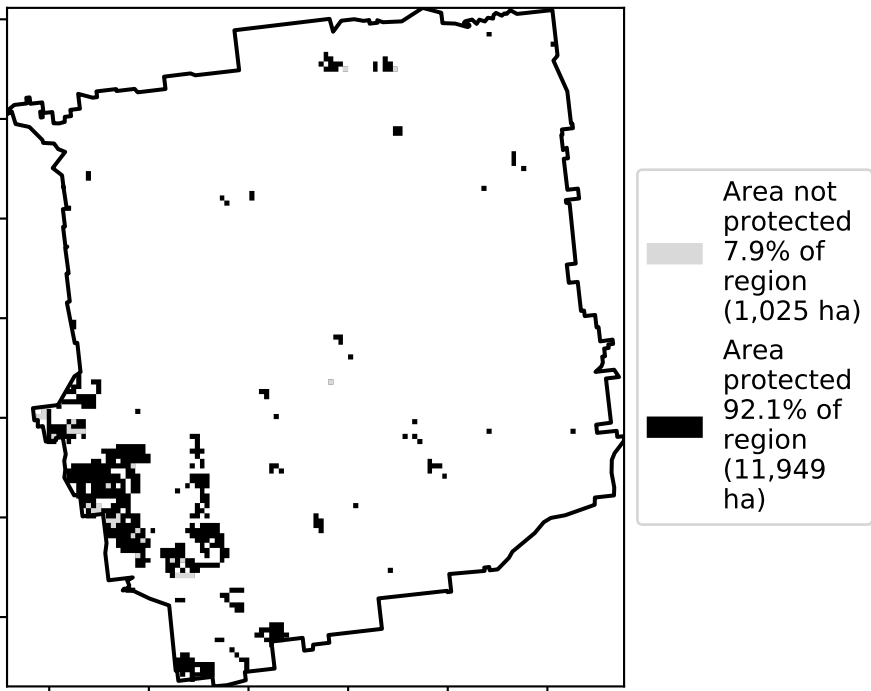 Area not
protected
7.9% of
region
(1,025 ha)
Area
protected
92.1% of
region
(11,949
ha)